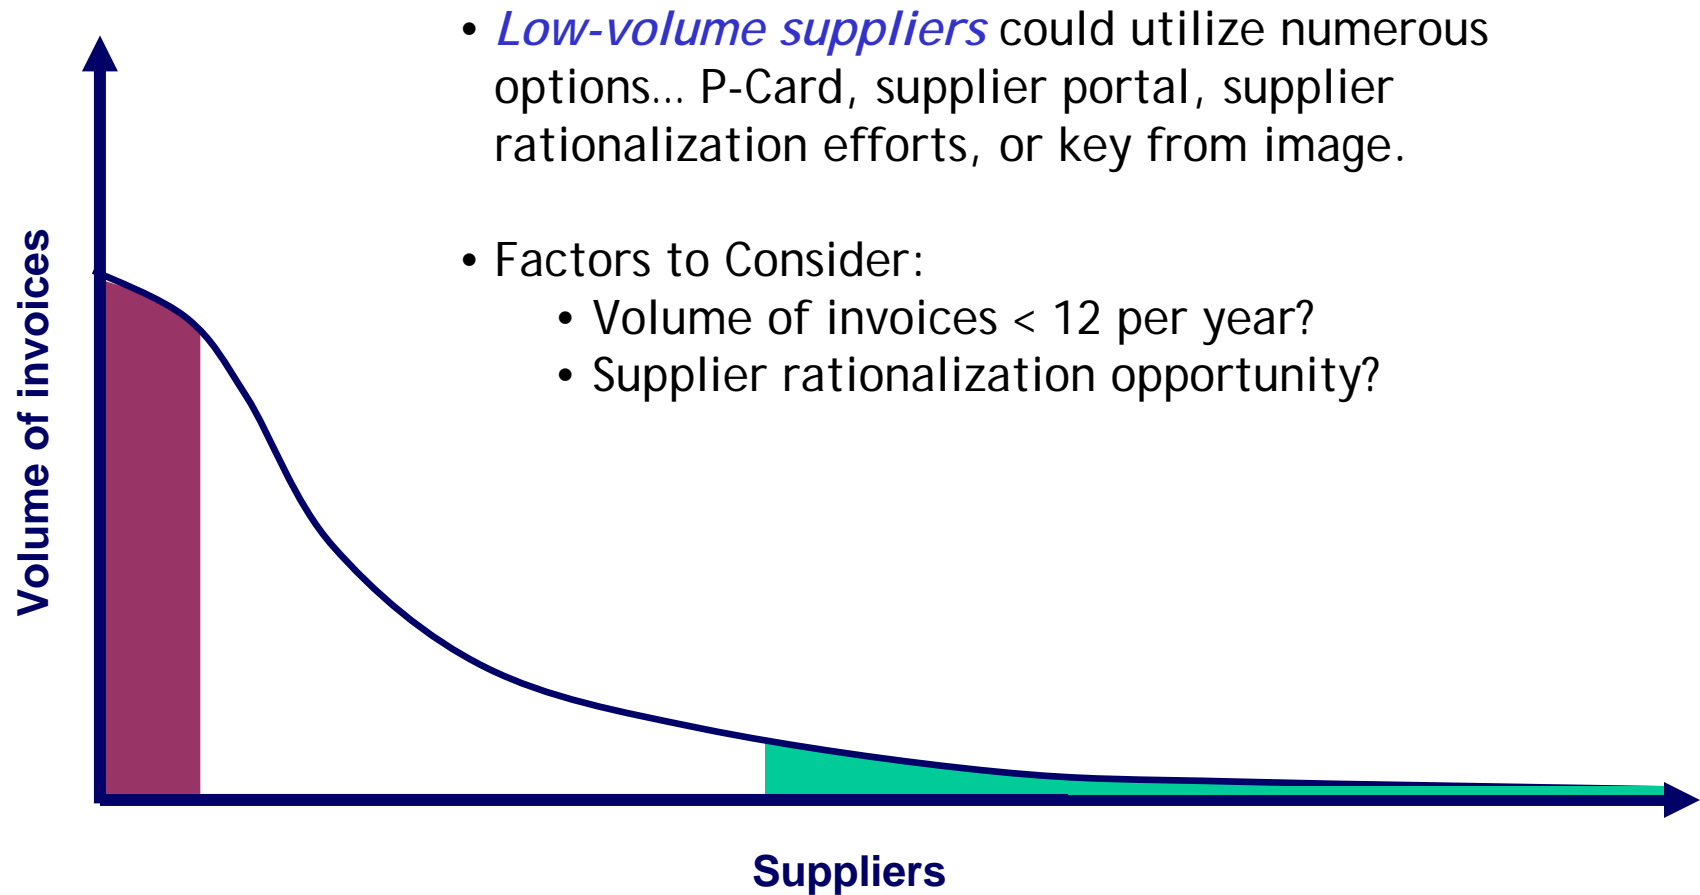 • Low-volume suppliers could utilize numerous
options... P-Card, supplier portal, supplier
rationalization efforts, or key from image.
• Factors to Consider:
• Volume of invoices < 12 per year?
• Supplier rationalization opportunity?
Volume of invoices
Suppliers